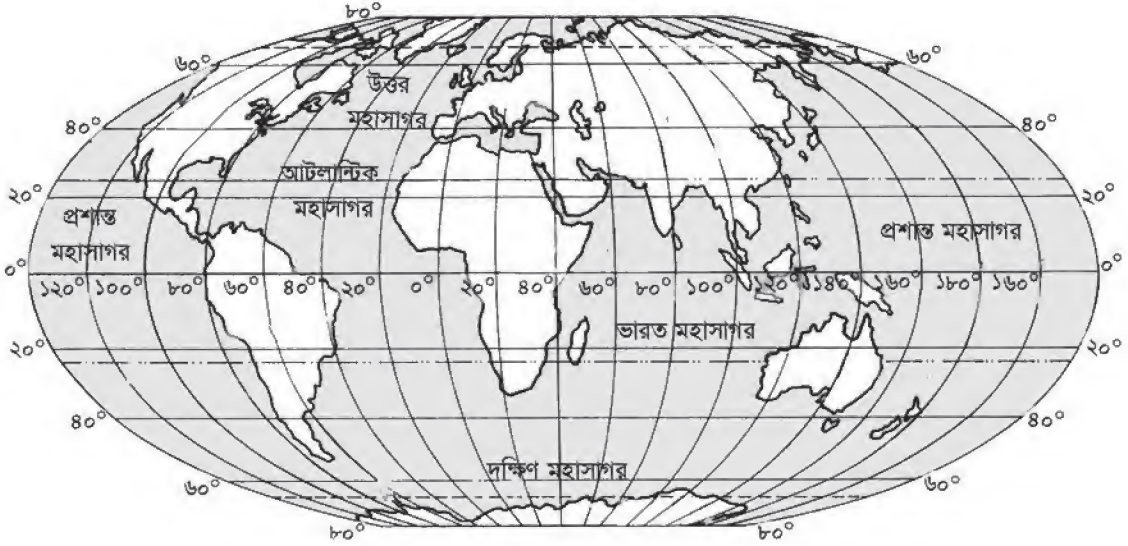 ৮০°
৬০° ৬০°
উত্তর
মহাসাগর
৪০° ৪০°
আটলান্টিক
মহাসাগর
২০° ২০°
প্রশান্ত
মহাসাগর
প্রশান্ত মহাসাগর
০° ০°
১২০° ১০০° ৮০° ৬০° ৪০° ২০° ০° ২০° ৪০° ৬০° ৮০° ১০০° ১২০° ১৪০° ১৬০° ১৮০° ১৬০°
ভারত মহাসাগর
২০° ২০°
৪০° ৪০°
দক্ষিণ মহাসাগর
৬০° ৬০°
৮০° ৮০°